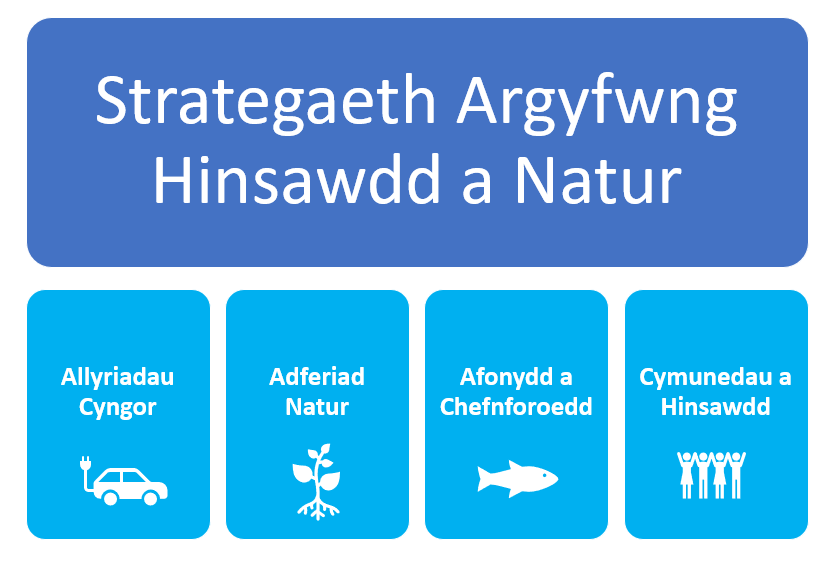 Strategaeth Argyfwng
Hinsawdd a Natur
Allyriadau
Cyngor
Adferiad
Natur
Afonydd a
Chefnforoedd
Cymunedau a
Hinsawdd